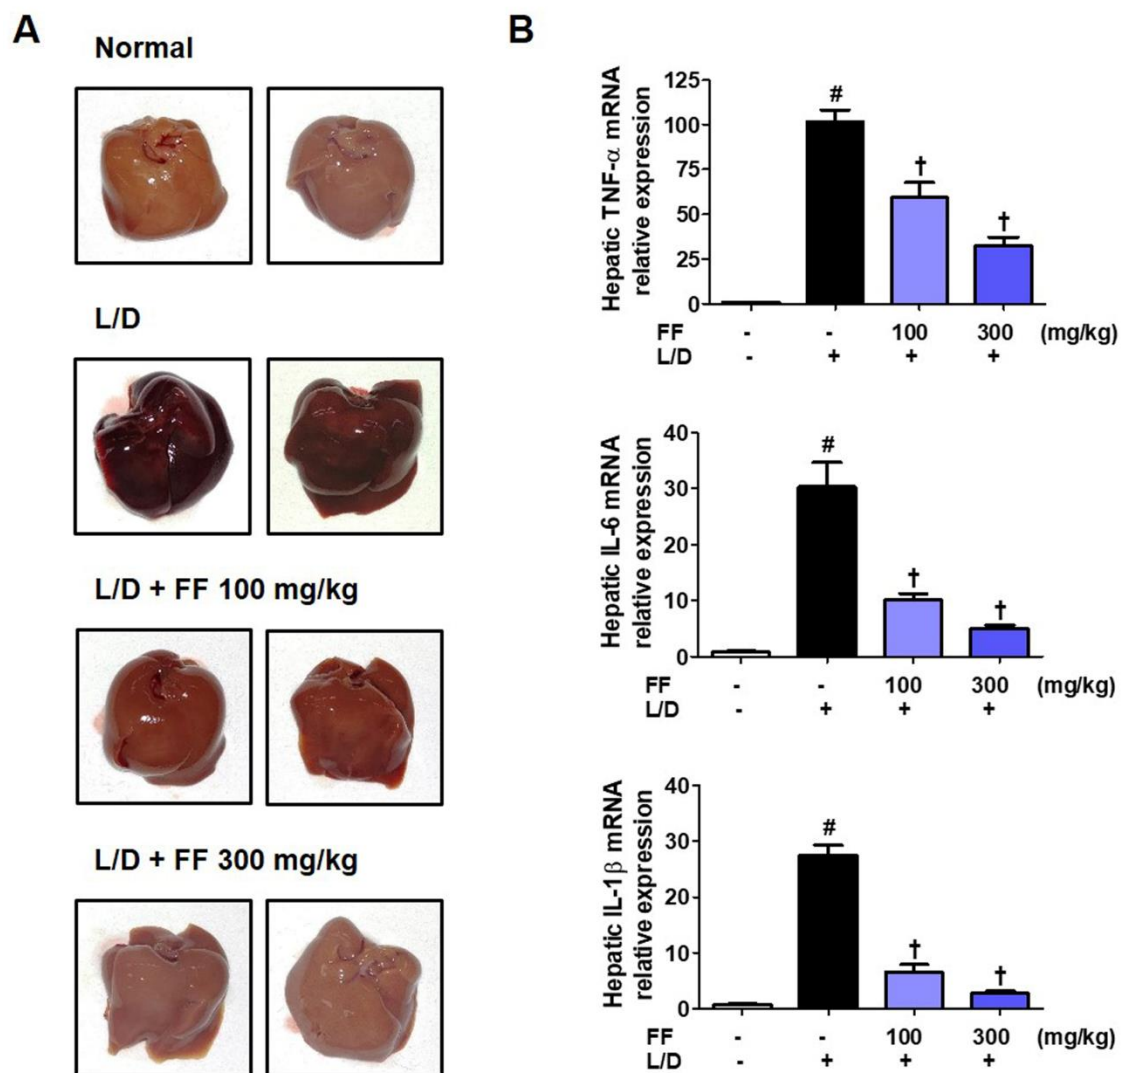 A
Normal
L/D
L/D + FF 100 mg/kg
L/D + FF 300 mg/kg
B
Hepatic TNF-α mRNA
relative expression
125
100
75
50
25
0
#
†
†
FF - - 100 300 (mg/kg)
L/D - + + +
Hepatic IL-6 mRNA
relative expression
40
30
20
10
0
#
†
†
FF - - 100 300 (mg/kg)
L/D - + + +
Hepatic IL-1β mRNA
relative expression
40
30
20
10
0
#
†
†
FF - - 100 300 (mg/kg)
L/D - + + +